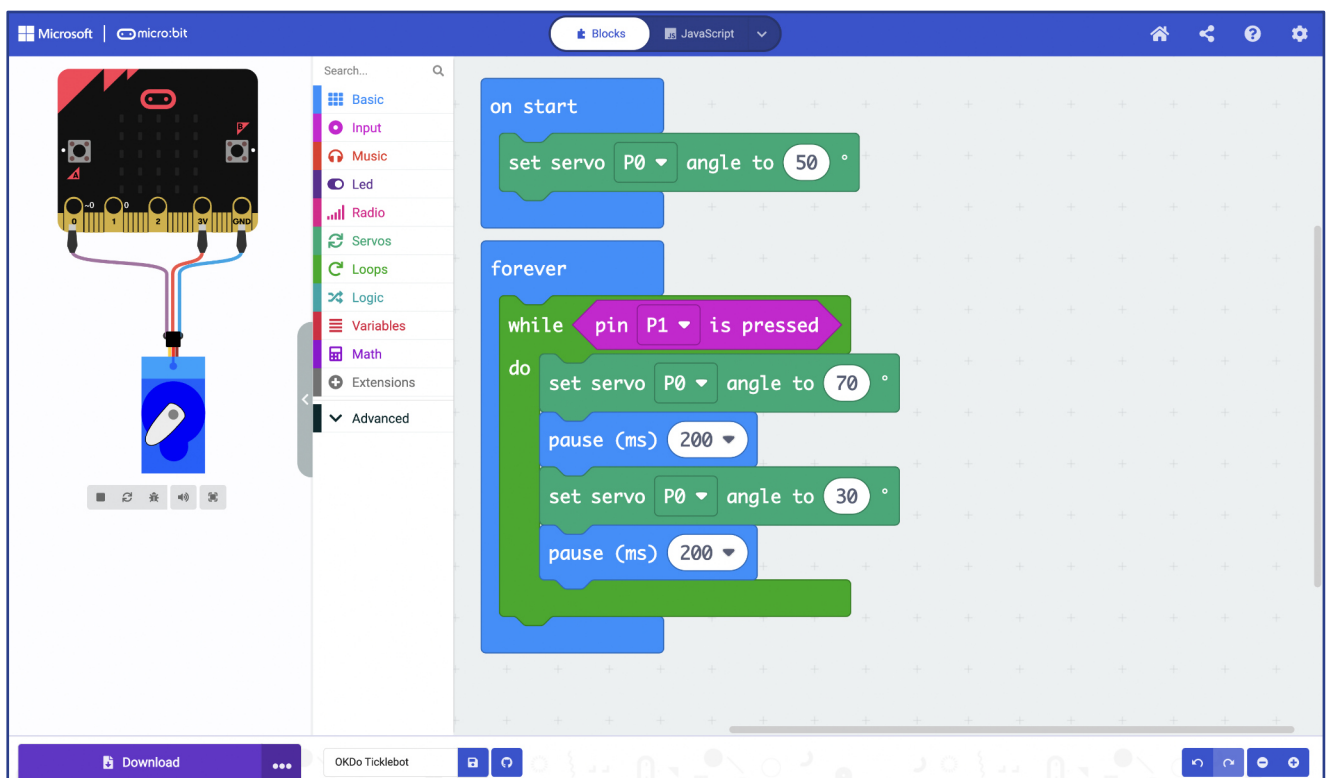 Microsoft micro:bit Blocks JavaScript
Search...
Basic
Input
Music
Led
Radio
Servos
Loops
Logic
Variables
Math
Extensions
Advanced
B
A
~0 0
0 1 2 3V GND
on start
set servo P0 angle to 50 °
forever
while pin P1 is pressed
do
set servo P0 angle to 70 °
pause (ms) 200
set servo P0 angle to 30 °
pause (ms) 200
Download ••• OKDo Ticklebot